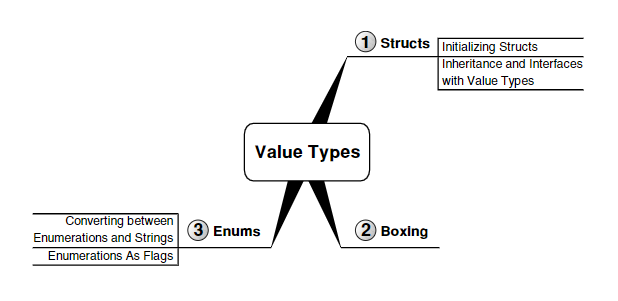 1 Structs
Initializing Structs
Inheritance and Interfaces
with Value Types
Value Types
2 Boxing
3 Enums
Converting between
Enumerations and Strings
Enumerations As Flags